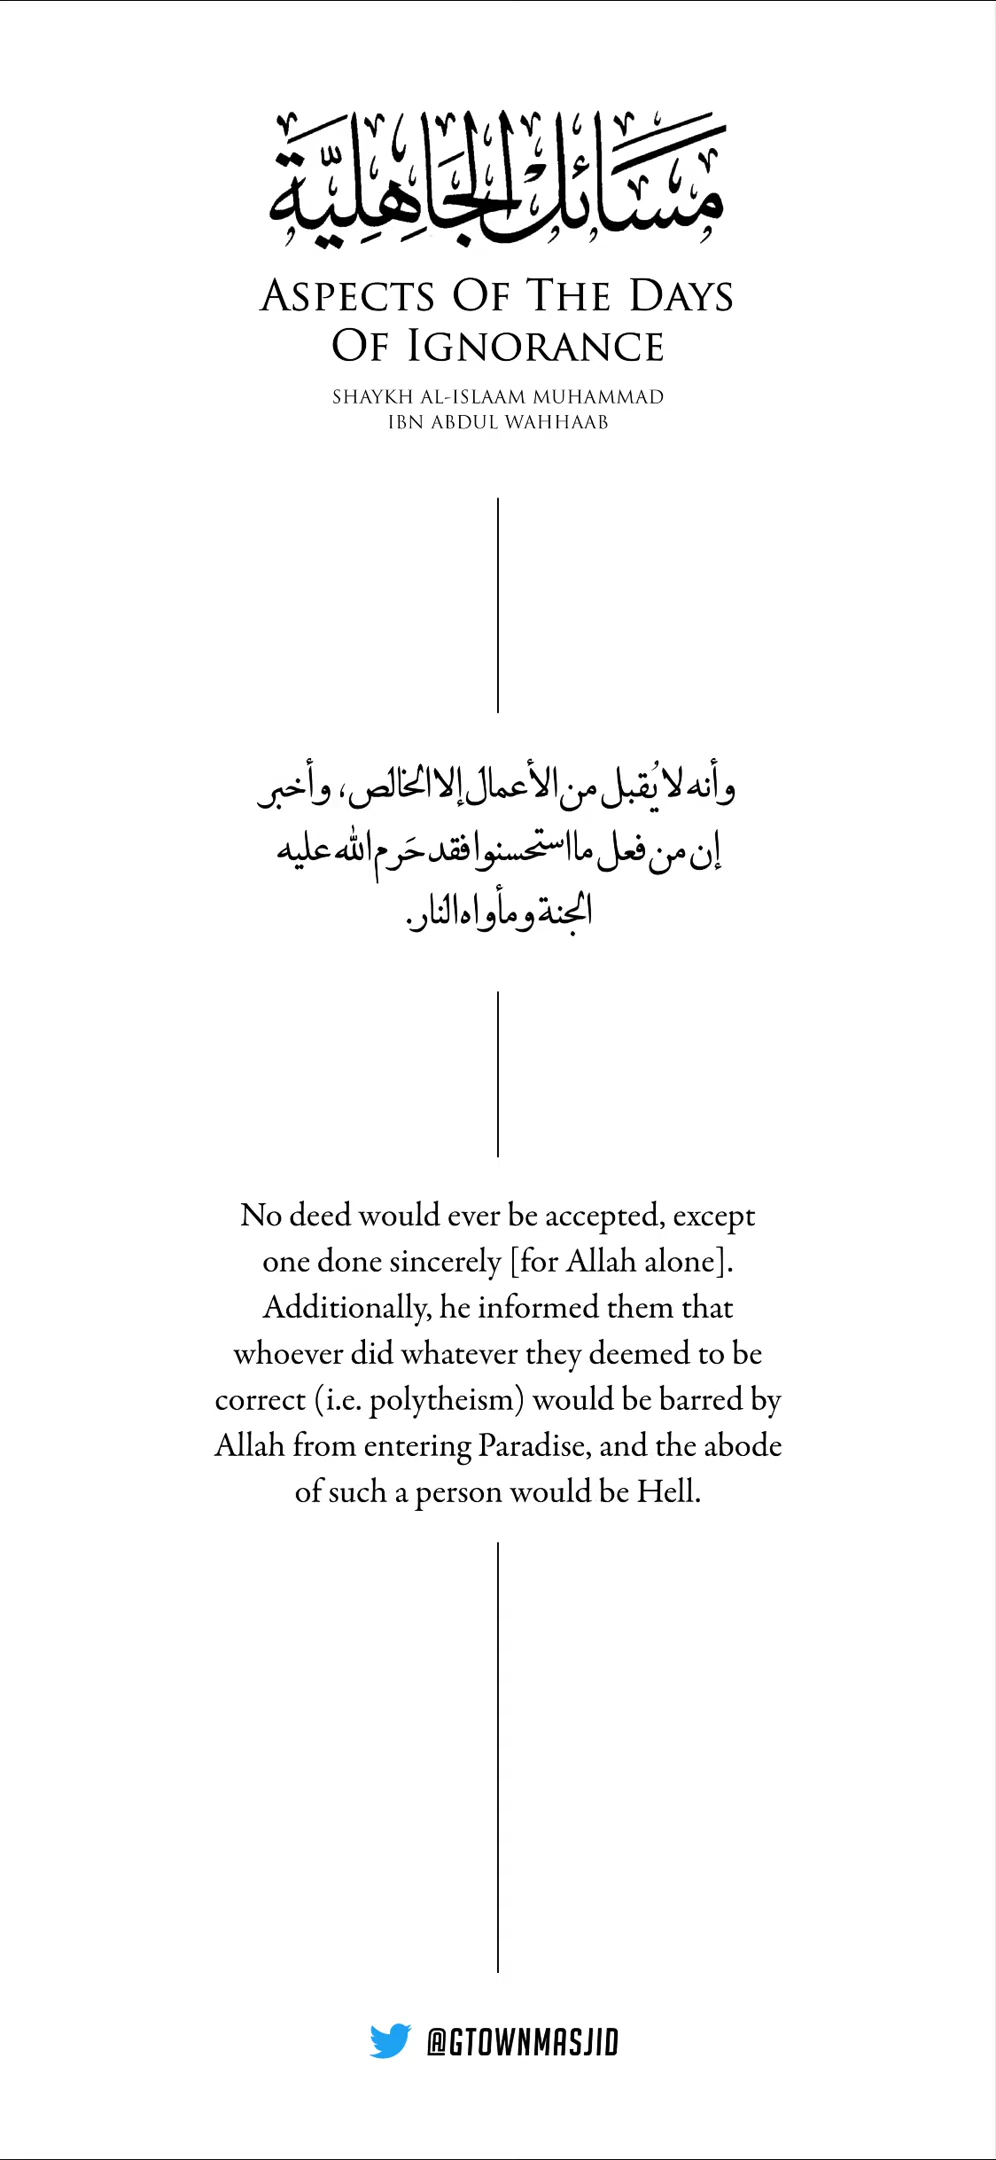 مَسَائلُ الجَاهِليَّة
ASPECTS OF THE DAYS
OF IGNORANCE
SHAYKH AL-ISLAAM MUHAMMAD
IBN ABDUL WAHHAAB
وأنه لا يُقبل من الأعمال إلا الخالص، وأخبر
إن من فعل ما استحسنوا فقد حَرم الله عليه
الجنة ومأواه النار.
No deed would ever be accepted, except
one done sincerely [for Allah alone].
Additionally, he informed them that
whoever did whatever they deemed to be
correct (i.e. polytheism) would be barred by
Allah from entering Paradise, and the abode
of such a person would be Hell.
@GTOWNMASJID